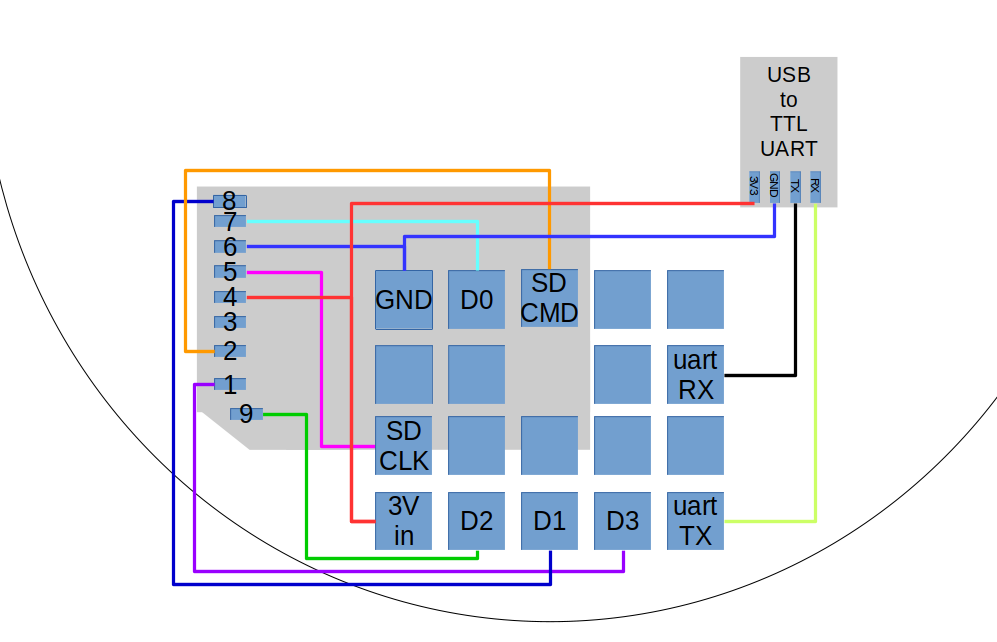 USB
to
TTL
UART
3V3 GND TX RX
8
7
6
5
4
3
2
1
9
GND D0 SD
CMD
uart
RX
SD
CLK
3V
in
D2 D1 D3
uart
TX